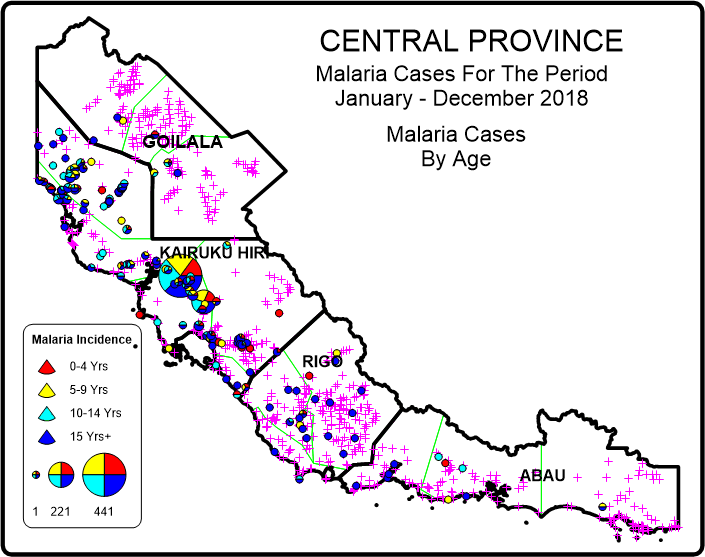 CENTRAL PROVINCE
Malaria Cases For The Period
January - December 2018
Malaria Cases
By Age
GOILALA
KAIRUKU HIRI
RIGO
ABAU
Malaria Incidence
0-4 Yrs
5-9 Yrs
10-14 Yrs
15 Yrs+
1 221 441